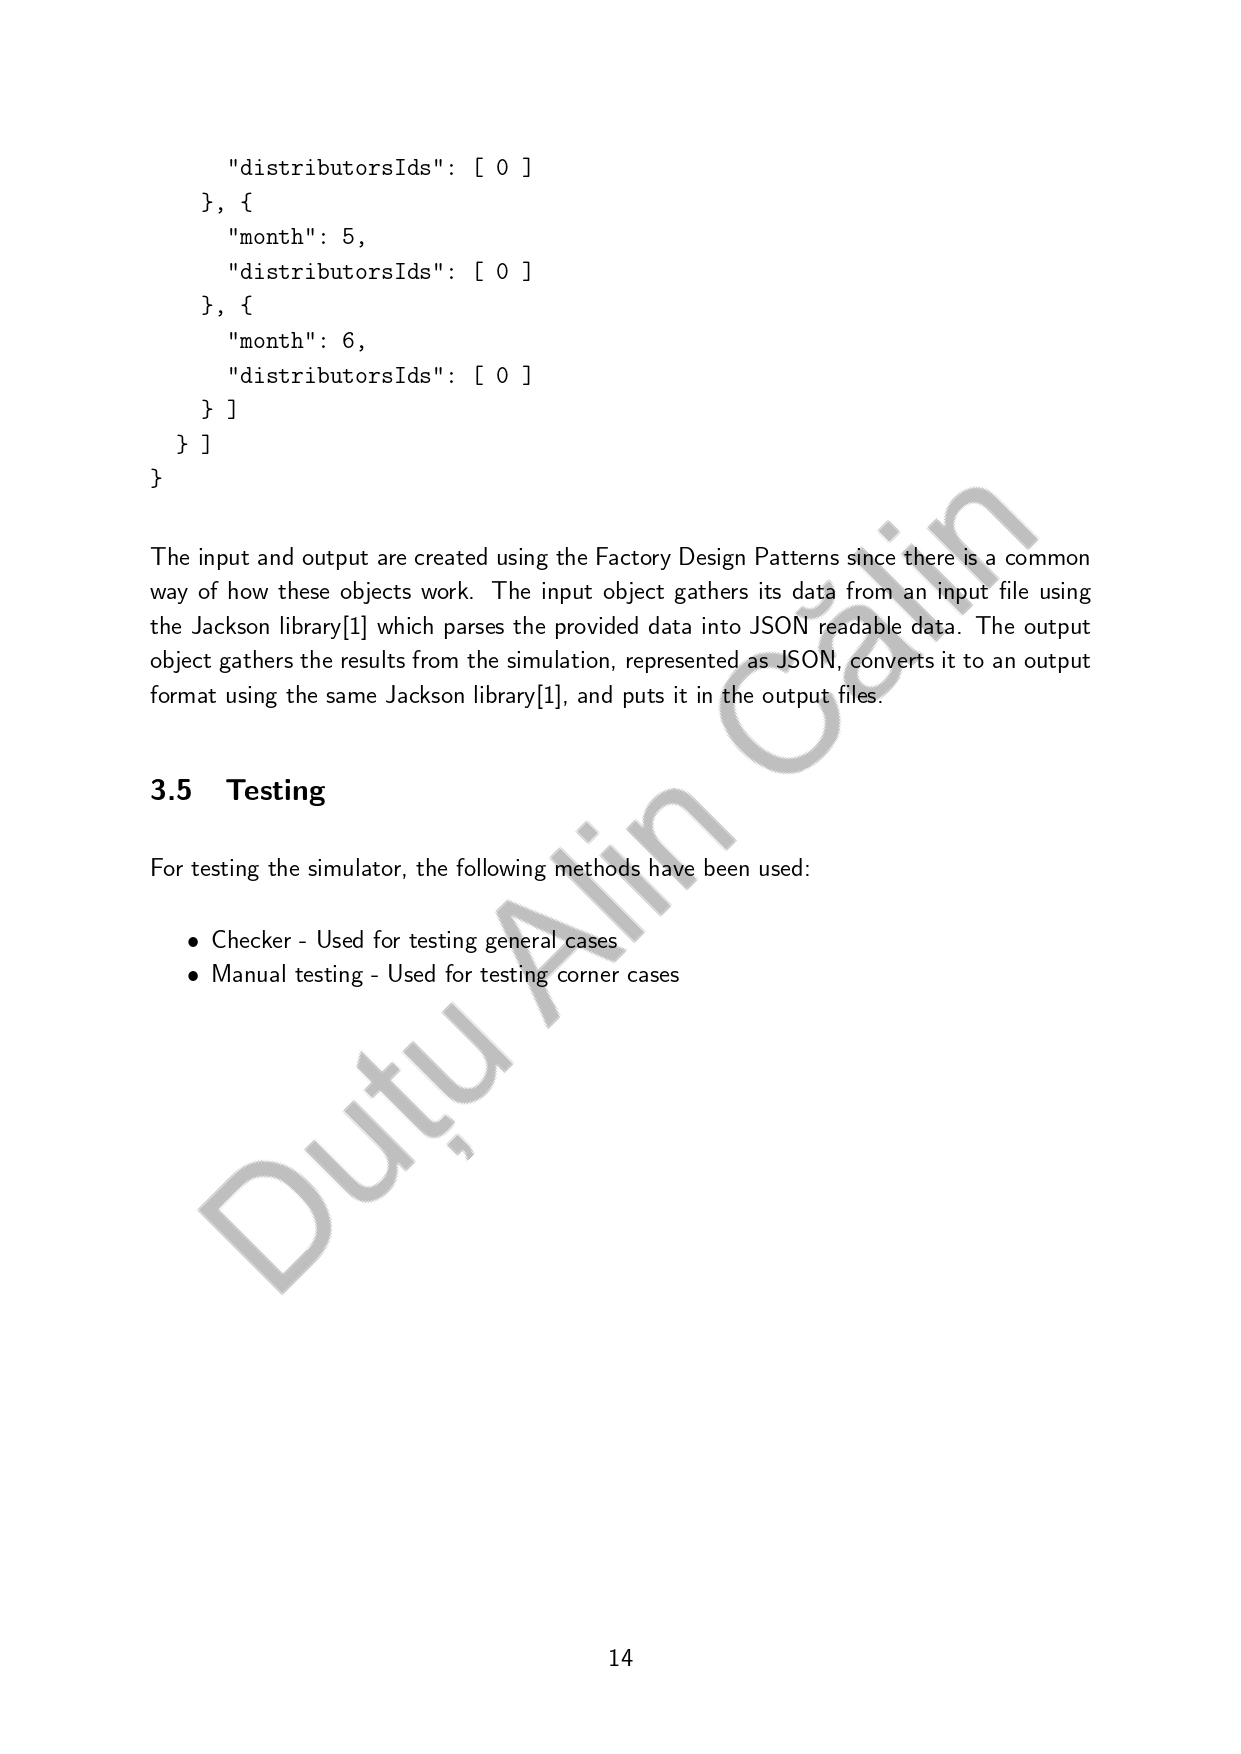 "distributorsIds": [ 0 ]
}, {
"month": 5,
"distributorsIds": [ 0 ]
}, {
"month": 6,
"distributorsIds": [ 0 ]
} ]
} ]
}
The input and output are created using the Factory Design Patterns since there is a common
way of how these objects work. The input object gathers its data from an input file using
the Jackson library[1] which parses the provided data into JSON readable data. The output
object gathers the results from the simulation, represented as JSON, converts it to an output
format using the same Jackson library[1], and puts it in the output files.
3.5 Testing
For testing the simulator, the following methods have been used:
• Checker - Used for testing general cases
• Manual testing - Used for testing corner cases
Duțu Alin Călin
14